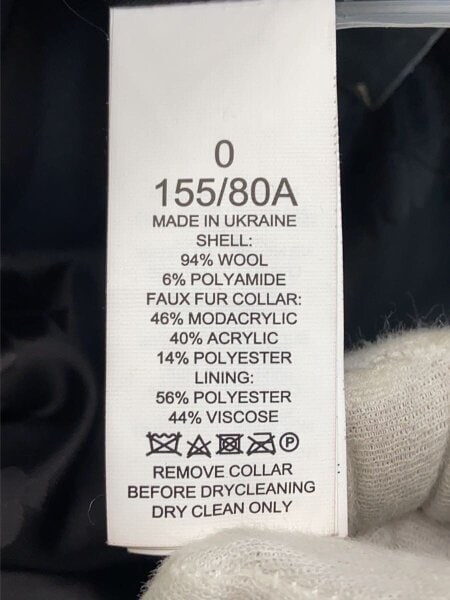 0
155/80A
MADE IN UKRAINE
SHELL:
94% WOOL
6% POLYAMIDE
FAUX FUR COLLAR:
46% MODACRYLIC
40% ACRYLIC
14% POLYESTER
LINING:
56% POLYESTER
44% VISCOSE
P
REMOVE COLLAR
BEFORE DRYCLEANING
DRY CLEAN ONLY